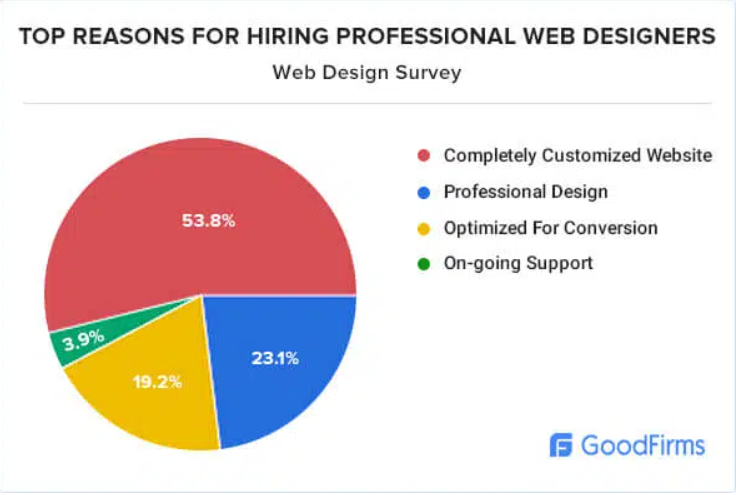 TOP REASONS FOR HIRING PROFESSIONAL WEB DESIGNERS
Web Design Survey
Completely Customized Website
Professional Design
Optimized For Conversion
On-going Support
53.8%
3.9%
23.1%
19.2%
GoodFirms